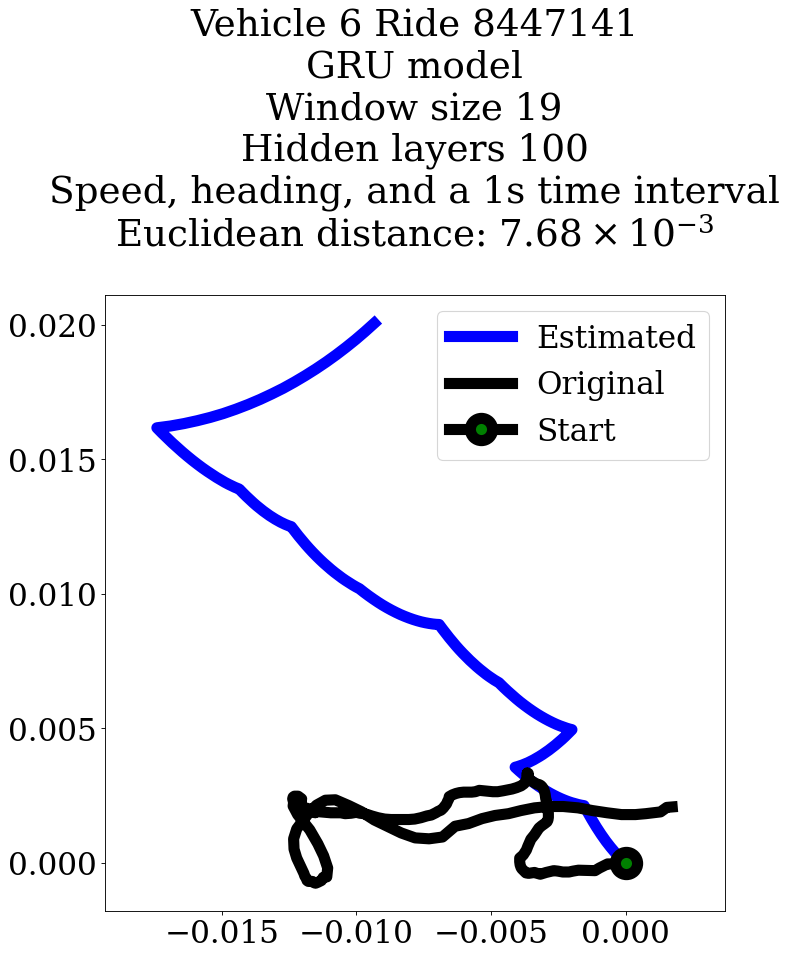 Vehicle 6 Ride 8447141
GRU model
Window size 19
Hidden layers 100
Speed, heading, and a 1s time interval
Euclidean distance: 7.68 × 10⁻³
Estimated
Original
Start
0.020
0.015
0.010
0.005
0.000
−0.015 −0.010 −0.005 0.000